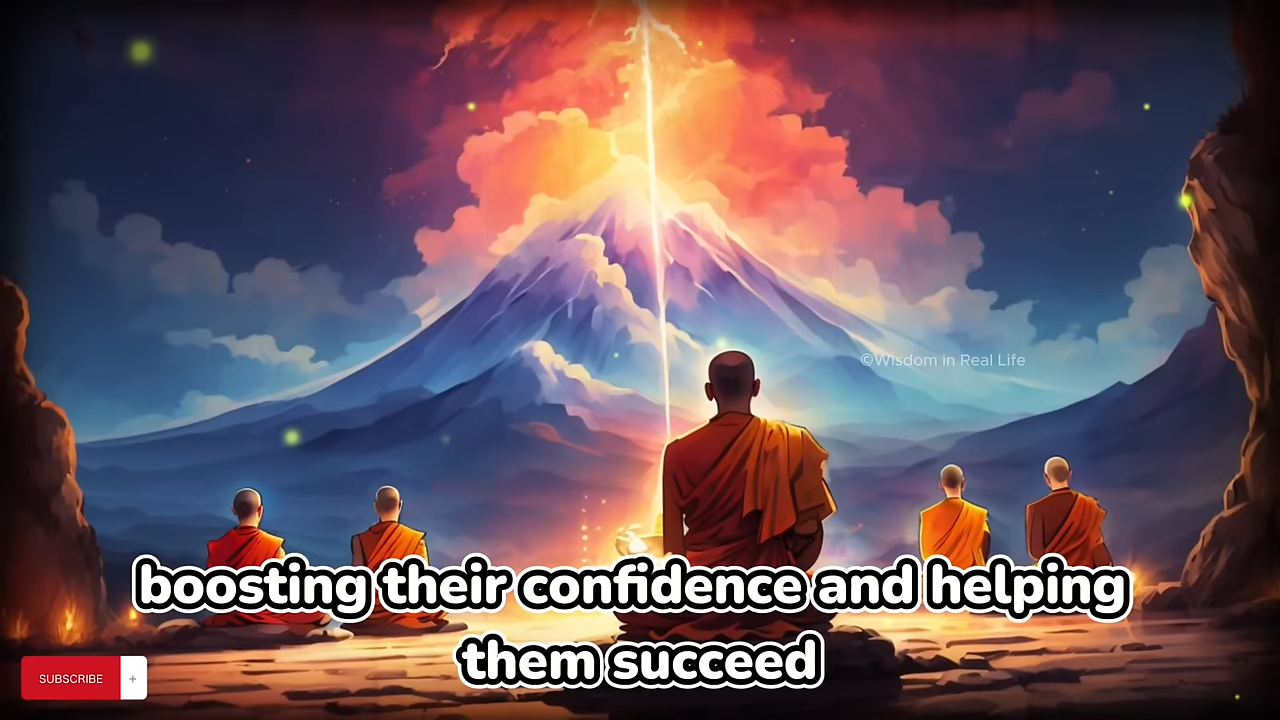 ©Wisdom in Real Life
boosting their confidence and helping
them succeed
SUBSCRIBE +